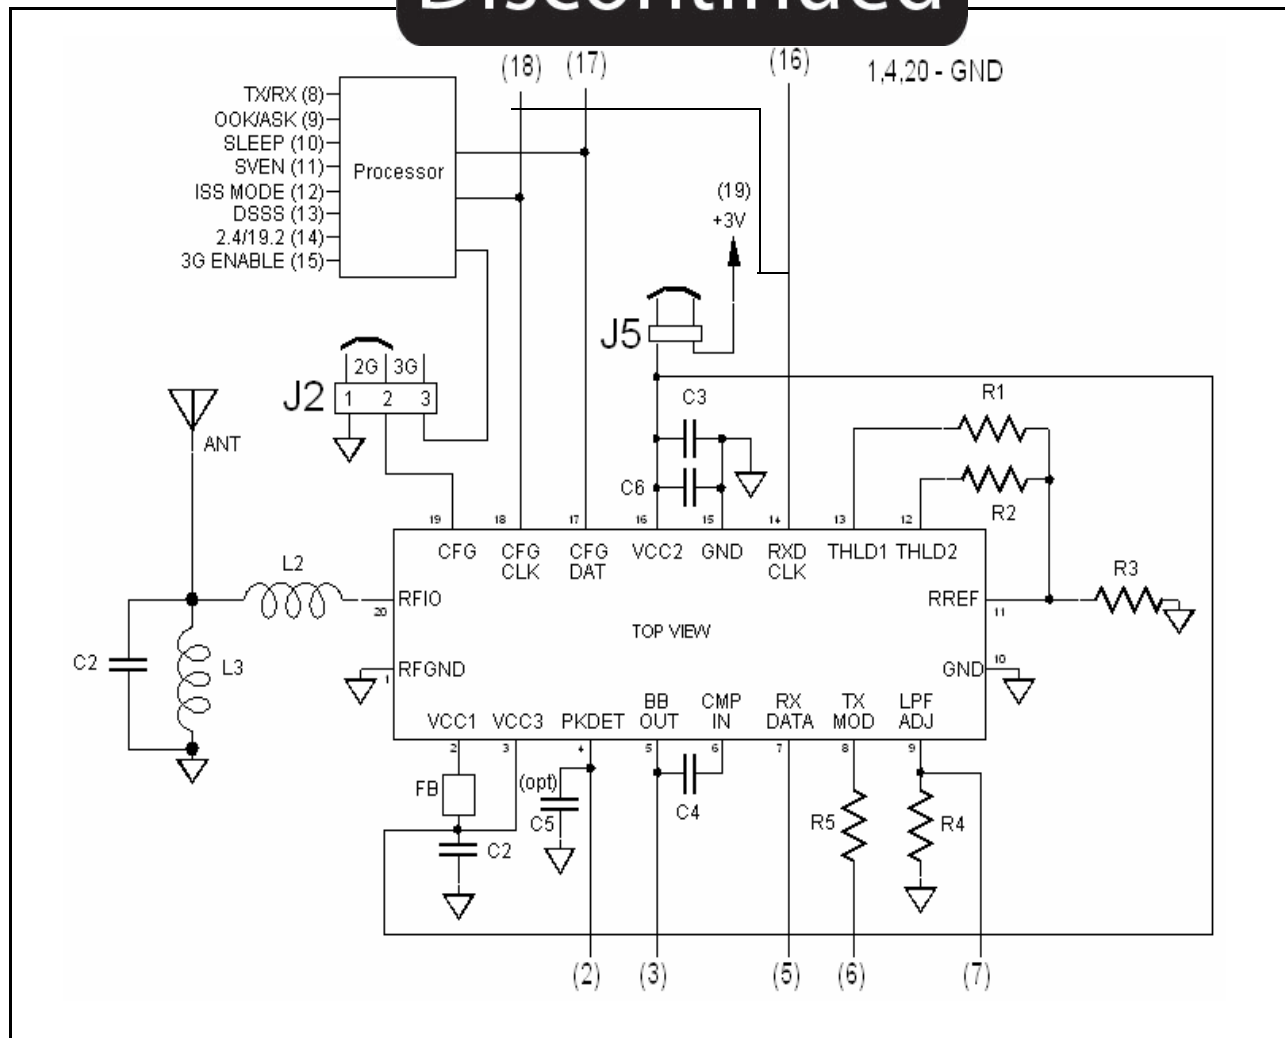 Discontinued
(18) (17) (16) 1,4,20 - GND
TX/RX (8)
OOK/ASK (9)
SLEEP (10)
SVEN (11)
ISS MODE (12)
DSSS (13)
2.4/19.2 (14)
3G ENABLE (15)
Processor
(19)
+3V
J5
2G 3G
J2 1 2 3
ANT
C3
C6
R1
R2
R3
19 18 17 16 15 14 13 12
CFG CFG CLK CFG DAT VCC2 GND RXD CLK THLD1 THLD2
L2
20 RFIO
RREF 11
TOP VIEW
C2
L3
1 RFGND
GND 10
VCC1 VCC3 PKDET BB OUT CMP IN RX DATA TX MOD LPF ADJ
2 3 4 5 6 7 8 9
FB
(opt)
C5
C4
R5
R4
C2
(2) (3) (5) (6) (7)